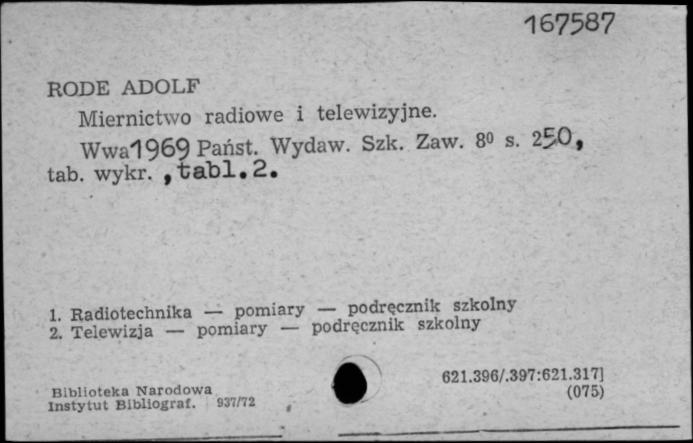 167587
RODE ADOLF
Miernictwo radiowe i telewizyjne.
Wwa1969 Państ. Wydaw. Szk. Zaw. 8⁰ s. 250,
tab. wykr. ,tabl.2.
1. Radiotechnika — pomiary — podręcznik szkolny
2. Telewizja — pomiary — podręcznik szkolny
621.396/.397:621.317]
(075)
Biblioteka Narodowa
Instytut Bibliograf. 937/72